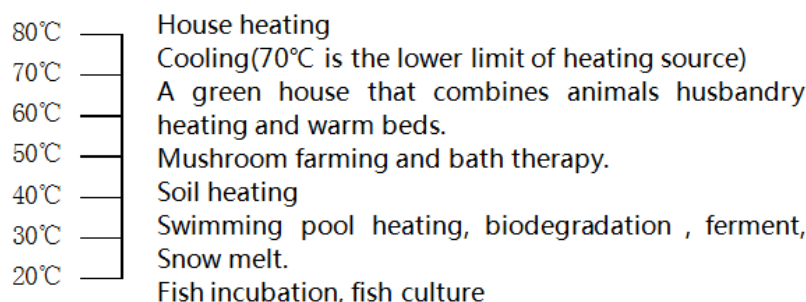 80℃
House heating
70℃
Cooling(70℃ is the lower limit of heating source)
60℃
A green house that combines animals husbandry
heating and warm beds.
50℃
Mushroom farming and bath therapy.
40℃
Soil heating
30℃
Swimming pool heating, biodegradation , ferment,
Snow melt.
20℃
Fish incubation, fish culture